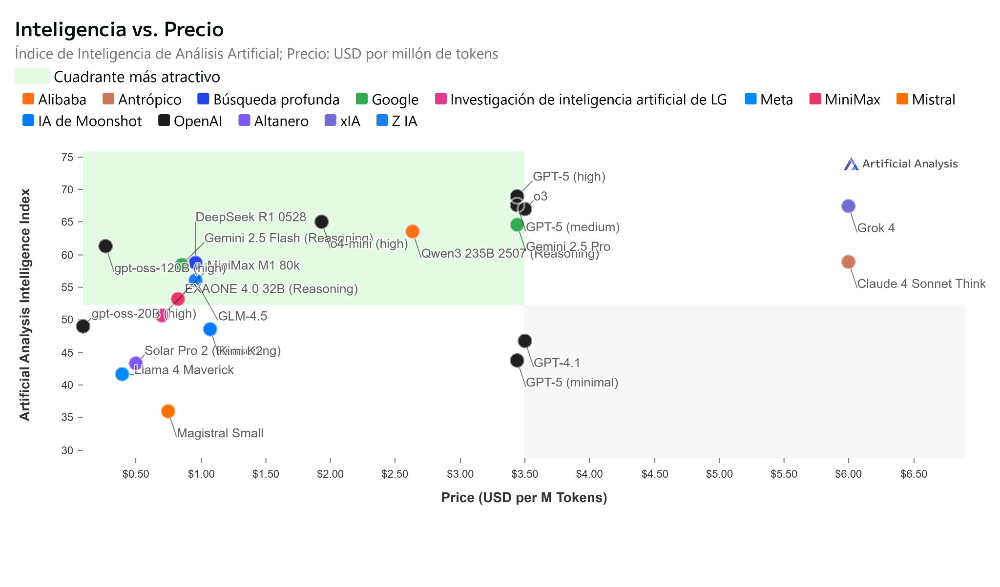 Inteligencia vs. Precio
Índice de Inteligencia de Análisis Artificial; Precio: USD por millón de tokens
Cuadrante más atractivo
Alibaba Antrópico Búsqueda profunda Google Investigación de inteligencia artificial de LG Meta MiniMax Mistral
IA de Moonshot OpenAI Altanero xIA Z IA
Artificial Analysis
Artificial Analysis Intelligence Index
75
70
65
60
55
50
45
40
35
30
GPT-5 (high)
o3
DeepSeek R1 0528
GPT-5 (medium)
Grok 4
Gemini 2.5 Flash (Reasoning)
o4-mini (high)
Gemini 2.5 Pro
Qwen3 235B 2507 (Reasoning)
gpt-oss-120B (high)
MiniMax M1 80k
Claude 4 Sonnet Think
EXAONE 4.0 32B (Reasoning)
gpt-oss-20B (high)
GLM-4.5
Solar Pro 2 (
Kimi K2
GPT-4.1
Llama 4 Maverick
GPT-5 (minimal)
Magistral Small
$0.50 $1.00 $1.50 $2.00 $2.50 $3.00 $3.50 $4.00 $4.50 $5.00 $5.50 $6.00 $6.50
Price (USD per M Tokens)